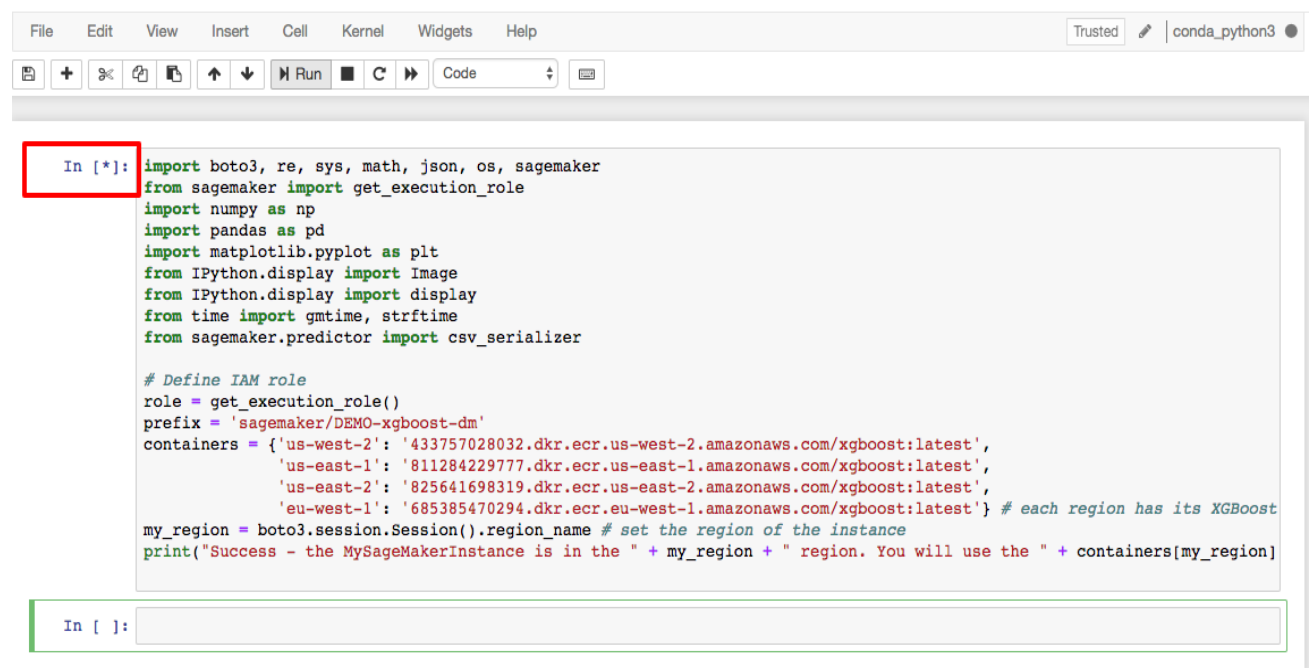 File Edit View Insert Cell Kernel Widgets Help Trusted conda_python3
Run Code
In [*]: import boto3, re, sys, math, json, os, sagemaker
from sagemaker import get_execution_role
import numpy as np
import pandas as pd
import matplotlib.pyplot as plt
from IPython.display import Image
from IPython.display import display
from time import gmtime, strftime
from sagemaker.predictor import csv_serializer
# Define IAM role
role = get_execution_role()
prefix = 'sagemaker/DEMO-xgboost-dm'
containers = {'us-west-2': '433757028032.dkr.ecr.us-west-2.amazonaws.com/xgboost:latest',
'us-east-1': '811284229777.dkr.ecr.us-east-1.amazonaws.com/xgboost:latest',
'us-east-2': '825641698319.dkr.ecr.us-east-2.amazonaws.com/xgboost:latest',
'eu-west-1': '685385470294.dkr.ecr.eu-west-1.amazonaws.com/xgboost:latest'} # each region has its XGBoost
my_region = boto3.session.Session().region_name # set the region of the instance
print("Success - the MySageMakerInstance is in the " + my_region + " region. You will use the " + containers[my_region]
In [ ]: